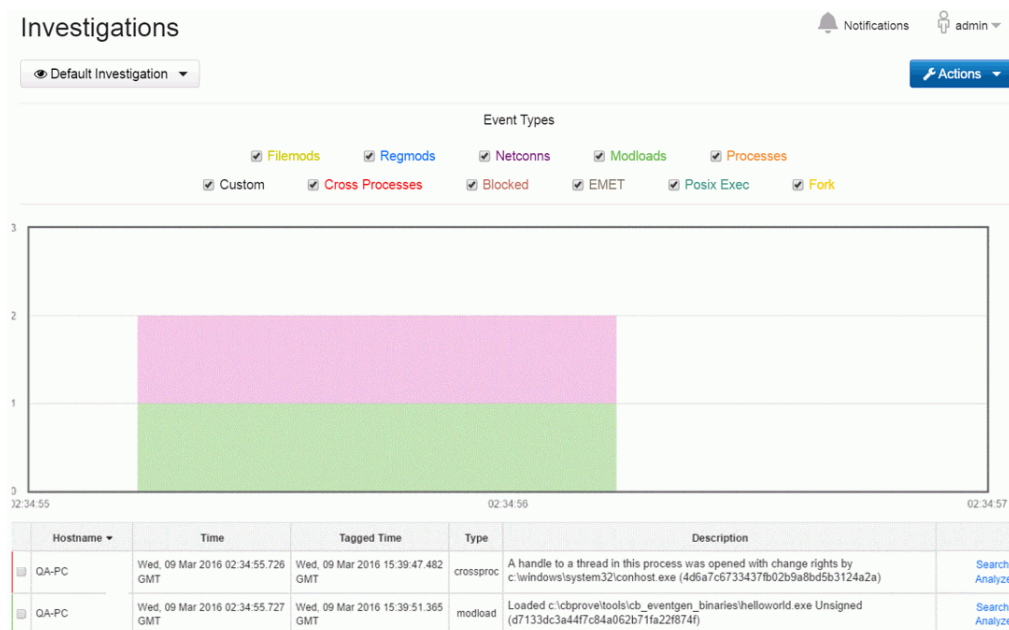 Investigations
Notifications
admin
Default Investigation
Actions
Event Types
Filemods Regmods Netconns Modloads Processes
Custom Cross Processes Blocked EMET Posix Exec Fork
3
2
1
0
02:34:55 02:34:56 02:34:57
Hostname Time Tagged Time Type Description
QA-PC Wed, 09 Mar 2016 02:34:55.726 GMT Wed, 09 Mar 2016 15:39:47.482 GMT crossproc A handle to a thread in this process was opened with change rights by c:\windows\system32\conhost.exe (4d6a7c6733437fb02b9a8bd5b3124a2a) Search Analyze
QA-PC Wed, 09 Mar 2016 02:34:55.727 GMT Wed, 09 Mar 2016 15:39:51.365 GMT modload Loaded c:\cbprove\tools\cb_eventgen_binaries\helloworld.exe Unsigned (d7133dc3a44f7c84a062b71fa22f874f) Search Analyze